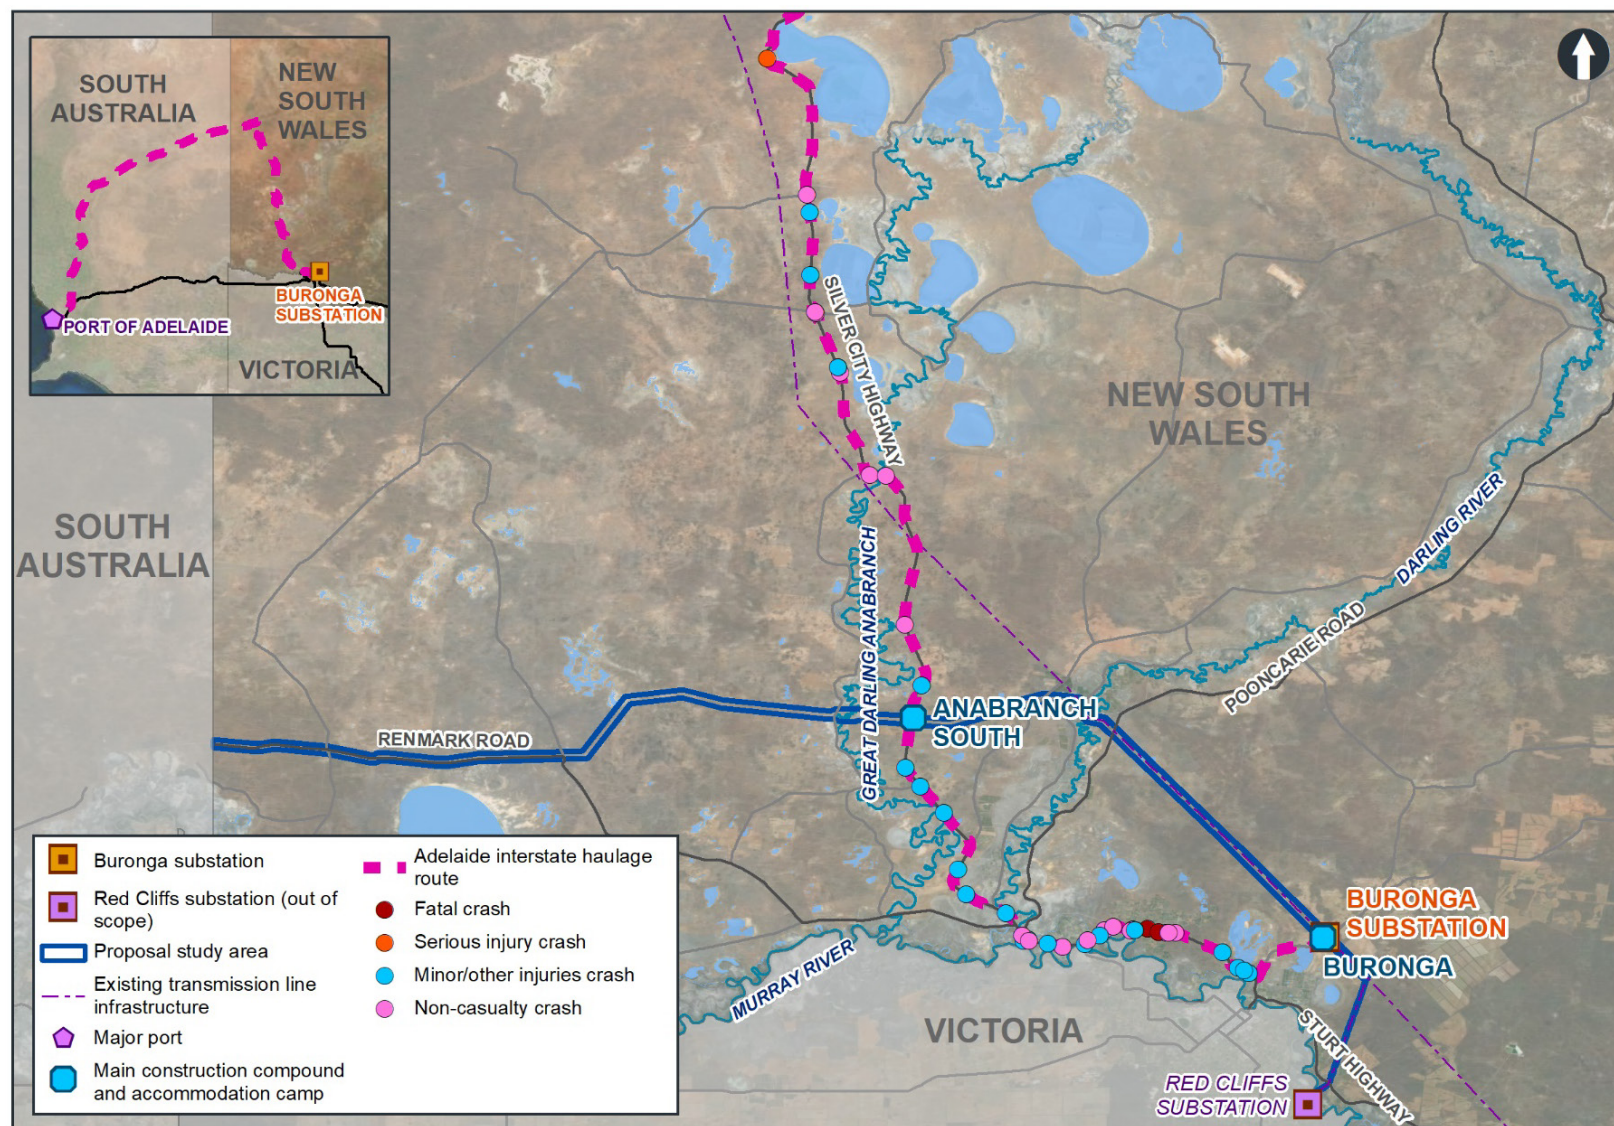 SOUTH
AUSTRALIA
NEW
SOUTH
WALES
BURONGA
SUBSTATION
PORT OF ADELAIDE
VICTORIA
SILVER CITY HIGHWAY
NEW SOUTH
WALES
SOUTH
AUSTRALIA
DARLING RIVER
GREAT DARLING ANABRANCH
POONCARIE ROAD
ANABRANCH
SOUTH
RENMARK ROAD
BURONGA
SUBSTATION
BURONGA
MURRAY RIVER
VICTORIA
STURT HIGHWAY
RED CLIFFS
SUBSTATION
Buronga substation
Red Cliffs substation (out of
scope)
Proposal study area
Existing transmission line
infrastructure
Major port
Main construction compound
and accommodation camp
Adelaide interstate haulage
route
Fatal crash
Serious injury crash
Minor/other injuries crash
Non-casualty crash